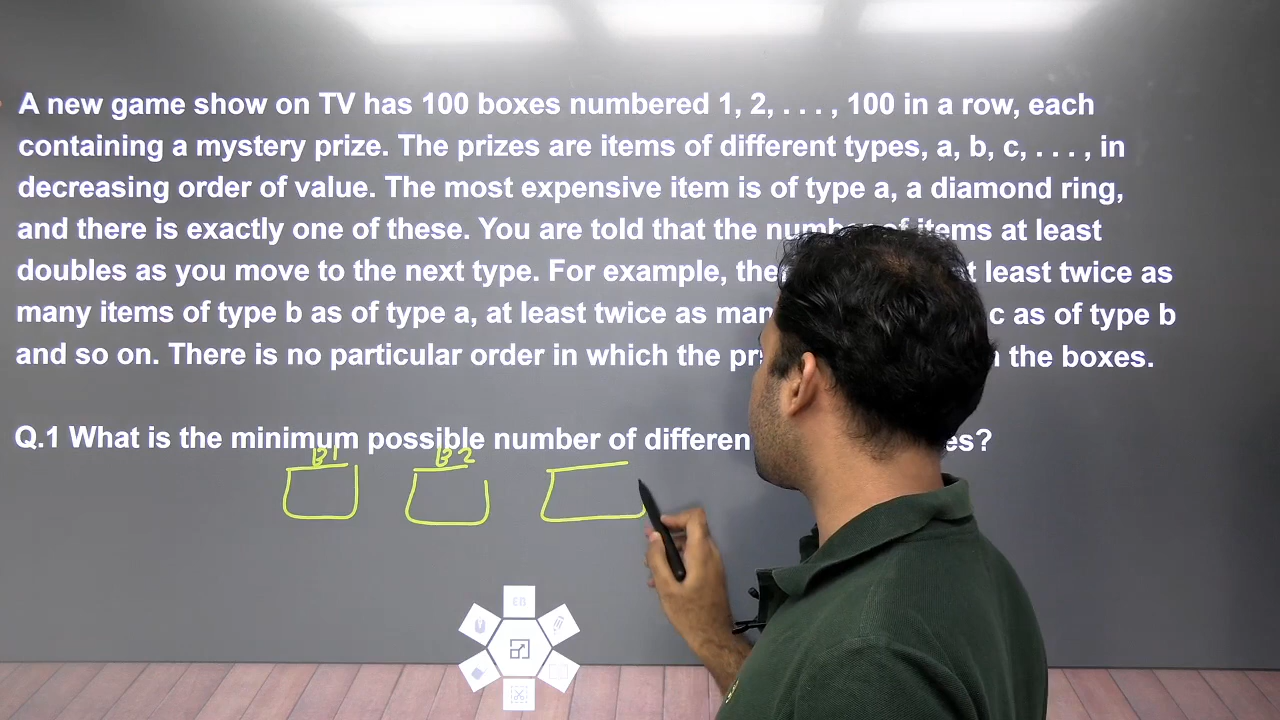 A new game show on TV has 100 boxes numbered 1, 2, . . . , 100 in a row, each
containing a mystery prize. The prizes are items of different types, a, b, c, . . . , in
decreasing order of value. The most expensive item is of type a, a diamond ring,
and there is exactly one of these. You are told that the number of items at least
doubles as you move to the next type. For example, the t least twice as
many items of type b as of type a, at least twice as man c as of type b
and so on. There is no particular order in which the pr the boxes.
Q.1 What is the minimum possible number of differen es?
B1 B2